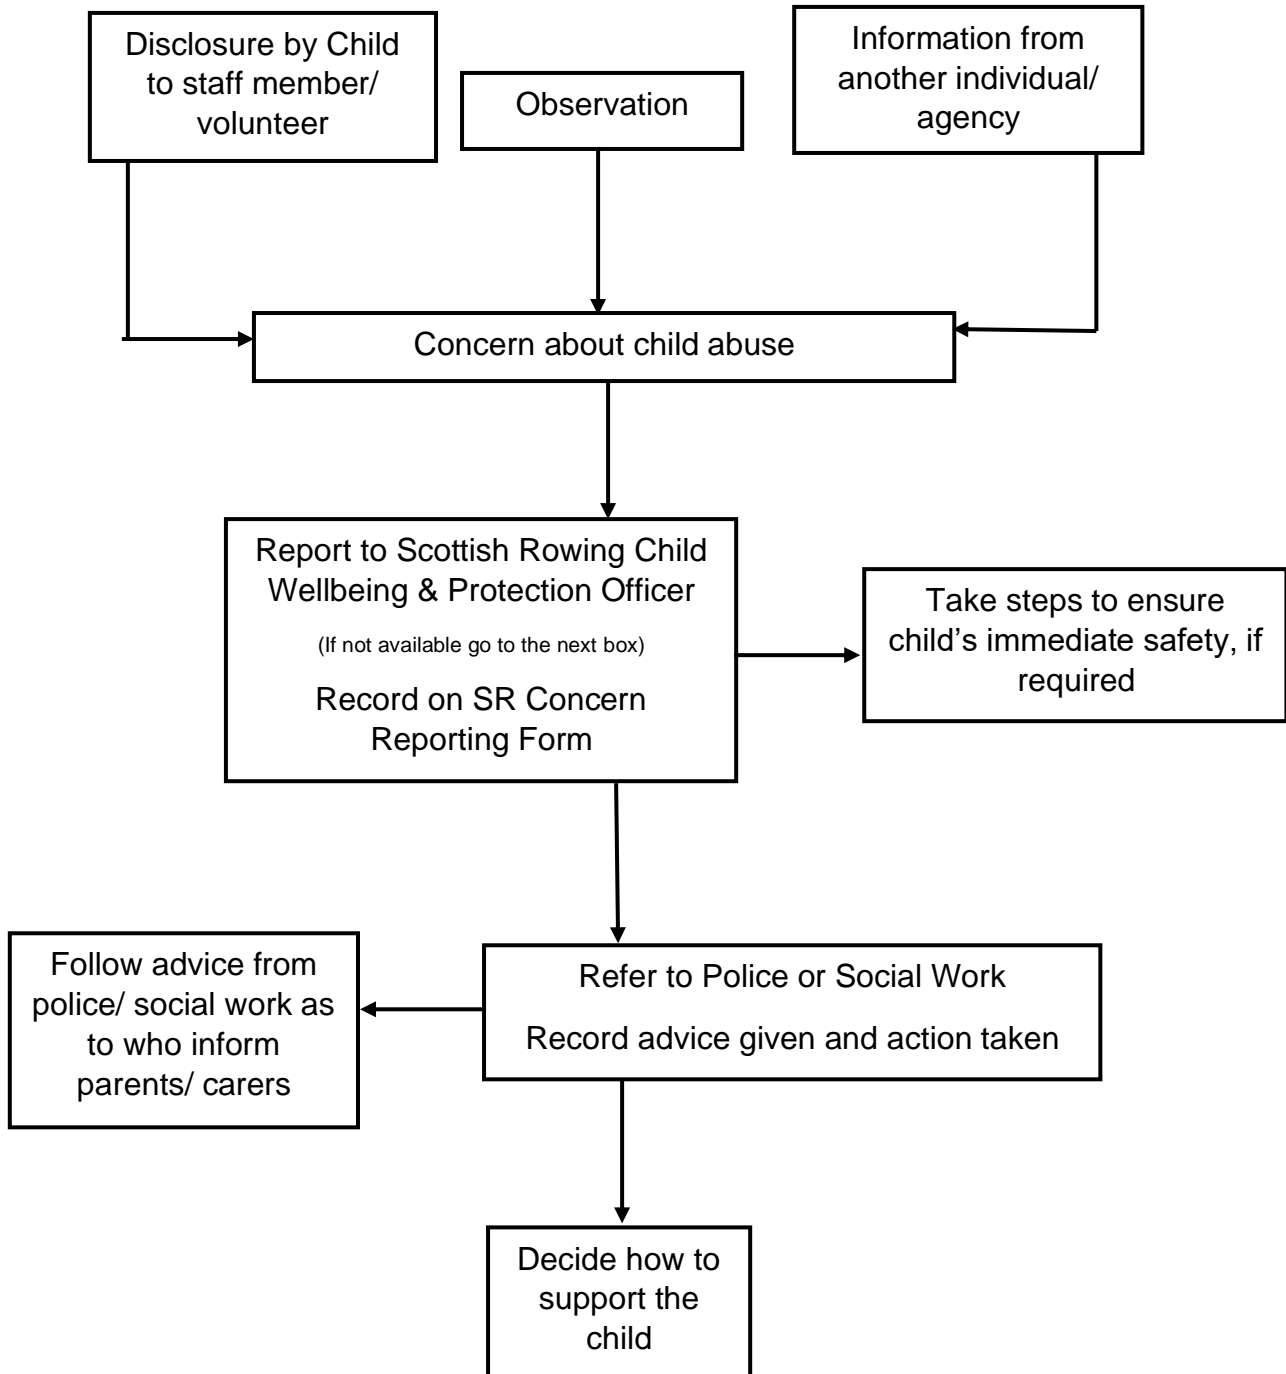 Disclosure by Child
to staff member/
volunteer
Observation
Information from
another individual/
agency
Concern about child abuse
Report to Scottish Rowing Child
Wellbeing & Protection Officer
(If not available go to the next box)
Record on SR Concern
Reporting Form
Take steps to ensure
child’s immediate safety, if
required
Follow advice from
police/ social work as
to who inform
parents/ carers
Refer to Police or Social Work
Record advice given and action taken
Decide how to
support the
child